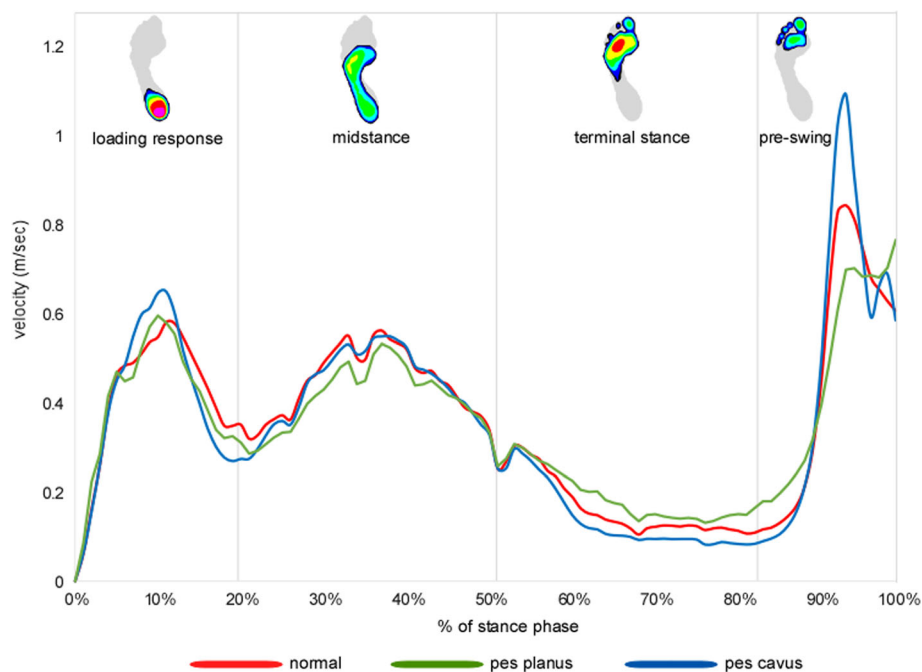 loading response midstance terminal stance pre-swing
velocity (m/sec)
1.2
1
0.8
0.6
0.4
0.2
0
0% 10% 20% 30% 40% 50% 60% 70% 80% 90% 100%
% of stance phase
normal pes planus pes cavus